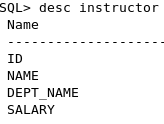 SQL> desc instructor
Name
--------------------
ID
NAME
DEPT_NAME
SALARY